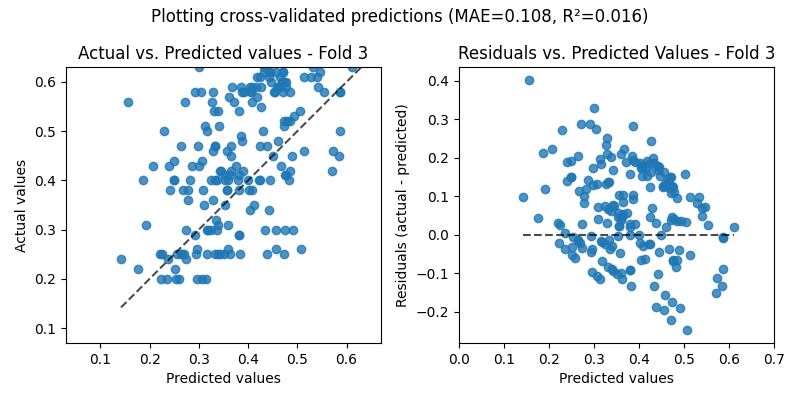 Plotting cross-validated predictions (MAE=0.108, R²=0.016)
Actual vs. Predicted values - Fold 3
Actual values
0.6
0.5
0.4
0.3
0.2
0.1
0.1 0.2 0.3 0.4 0.5 0.6
Predicted values
Residuals vs. Predicted Values - Fold 3
Residuals (actual - predicted)
0.4
0.3
0.2
0.1
0.0
−0.1
−0.2
0.0 0.1 0.2 0.3 0.4 0.5 0.6 0.7
Predicted values